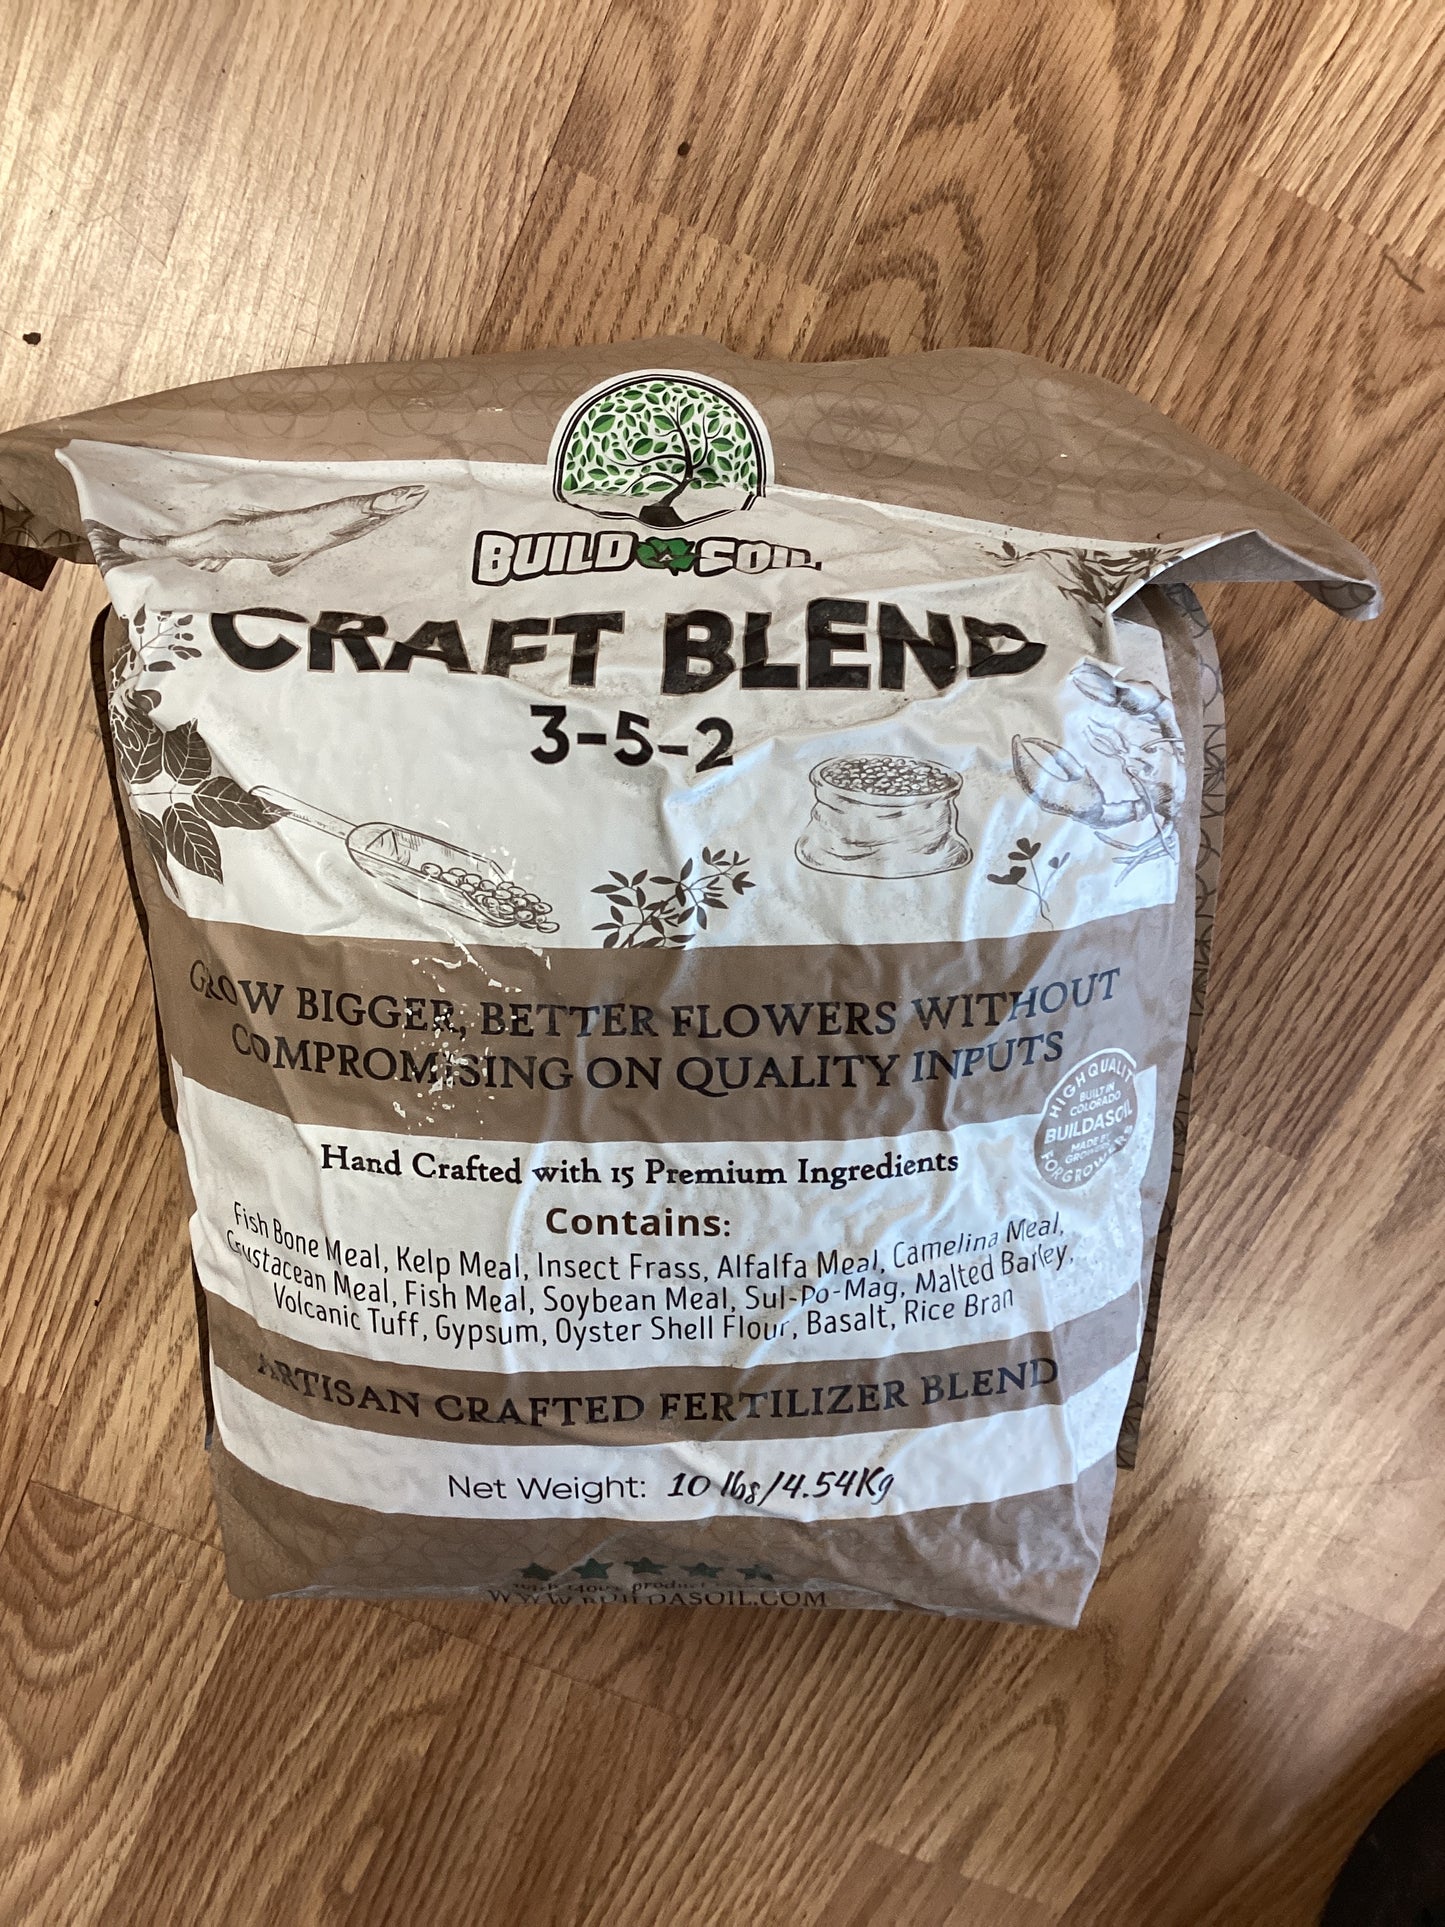 BUILD A SOIL
CRAFT BLEND
3-5-2
GROW BIGGER, BETTER FLOWERS WITHOUT
COMPROMISING ON QUALITY INPUTS
HIGH QUALITY
BUILT IN
COLORADO
BUILDASOIL
MADE BY
GROWERS
FOR GROWERS
Hand Crafted with 15 Premium Ingredients
Contains:
Fish Bone Meal, Kelp Meal, Insect Frass, Alfalfa Meal, Camelina Meal,
Crustacean Meal, Fish Meal, Soybean Meal, Sul-Po-Mag, Malted Barley,
Volcanic Tuff, Gypsum, Oyster Shell Flour, Basalt, Rice Bran
ARTISAN CRAFTED FERTILIZER BLEND
Net Weight: 10 lbs/4.54Kg
with product
WWW.BUILDASOIL.COM